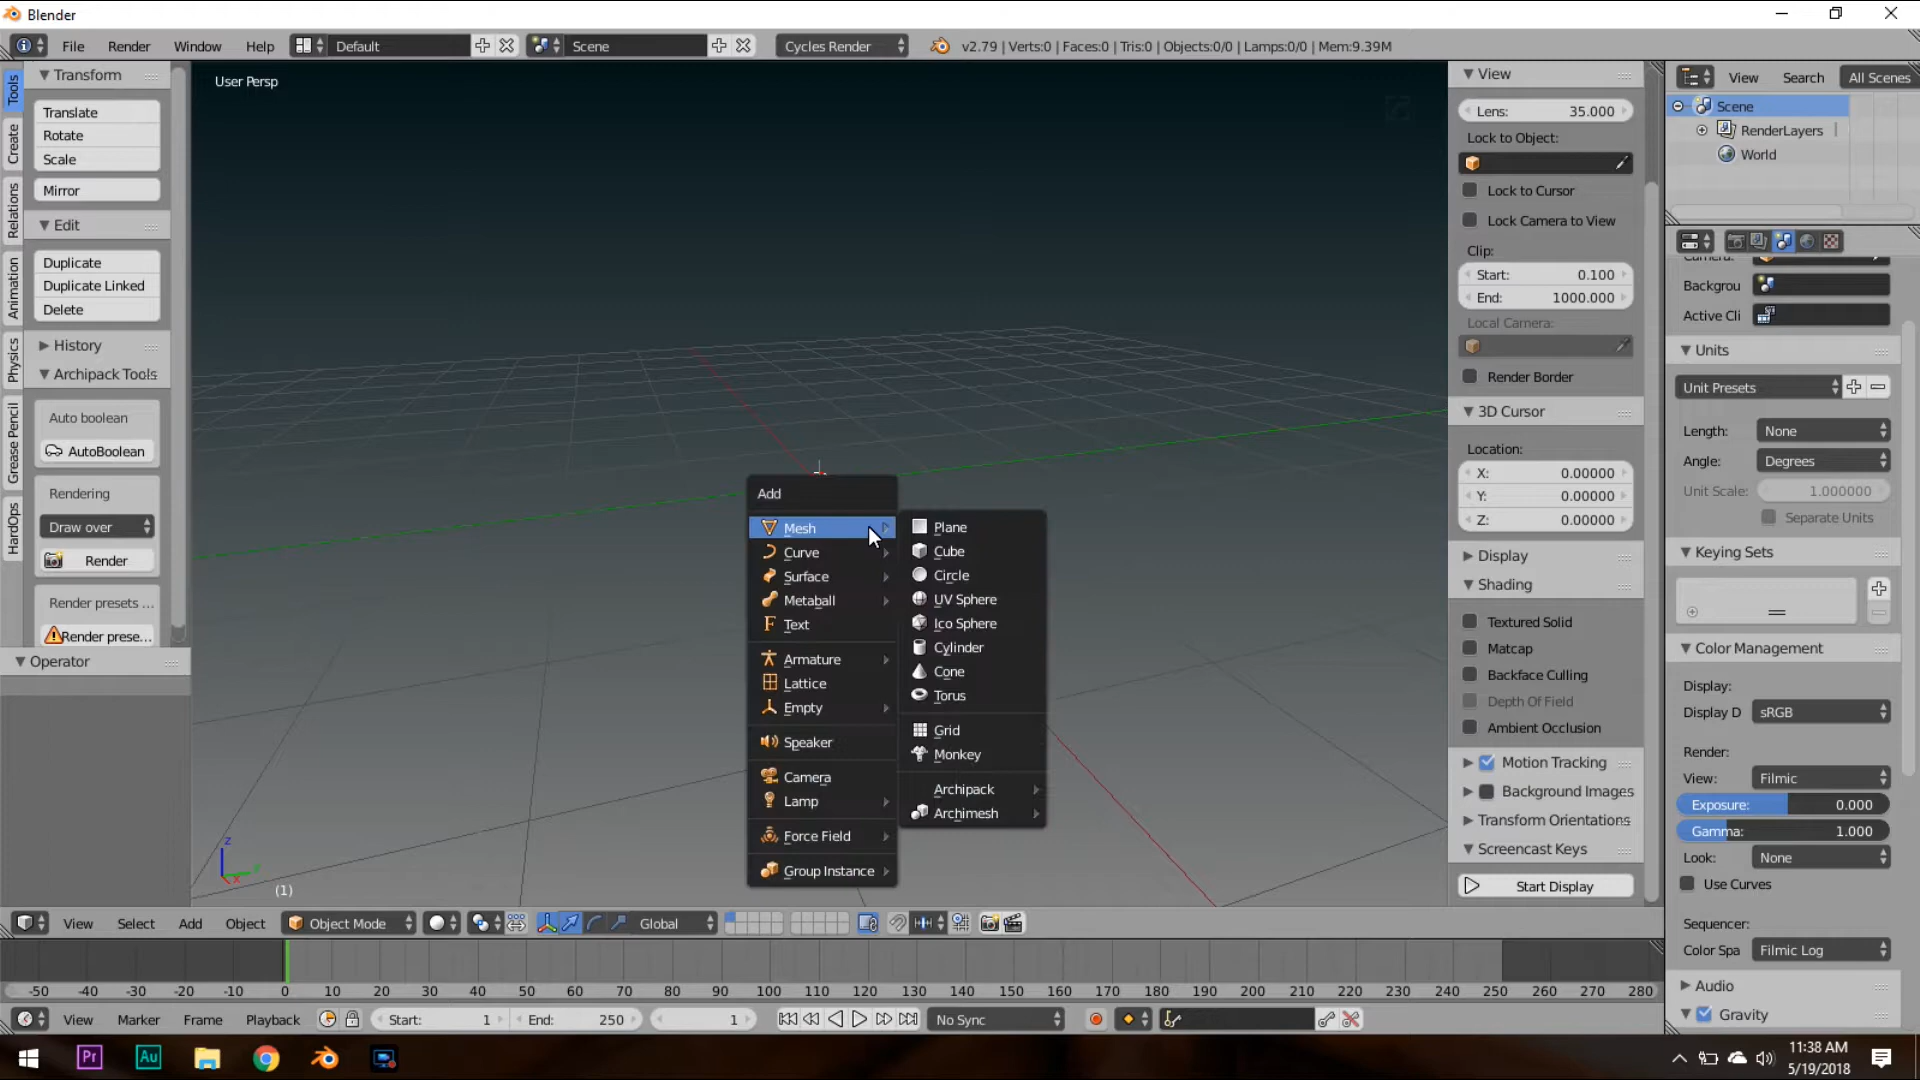 Blender
File Render Window Help Default Scene Cycles Render v2.79 | Verts:0 | Faces:0 | Tris:0 | Objects:0/0 | Lamps:0/0 | Mem:9.39M
Tools
Create
Relations
Animation
Physics
Grease Pencil
HardOps
Transform
Translate
Rotate
Scale
Mirror
Edit
Duplicate
Duplicate Linked
Delete
History
Archipack Tools
Auto boolean
AutoBoolean
Rendering
Draw over
Render
Render presets ...
Render prese...
Operator
User Persp
Add
Mesh
Curve
Surface
Metaball
Text
Armature
Lattice
Empty
Speaker
Camera
Lamp
Force Field
Group Instance
Plane
Cube
Circle
UV Sphere
Ico Sphere
Cylinder
Cone
Torus
Grid
Monkey
Archipack
Archimesh
z
(1)
View
Lens: 35.000
Lock to Object:
Lock to Cursor
Lock Camera to View
Clip:
Start: 0.100
End: 1000.000
Local Camera:
Render Border
3D Cursor
Location:
X: 0.00000
Y: 0.00000
Z: 0.00000
Display
Shading
Textured Solid
Matcap
Backface Culling
Depth Of Field
Ambient Occlusion
Motion Tracking
Background Images
Transform Orientations
Screencast Keys
Start Display
View Search All Scenes
Scene
RenderLayers
World
Camera:
Backgrou
Active Cli
Units
Unit Presets
Length: None
Angle: Degrees
Unit Scale: 1.000000
Separate Units
Keying Sets
Color Management
Display:
Display D sRGB
Render:
View: Filmic
Exposure: 0.000
Gamma: 1.000
Look: None
Use Curves
Sequencer:
Color Spa Filmic Log
Audio
Gravity
View Select Add Object Object Mode Global
-50 -40 -30 -20 -10 0 10 20 30 40 50 60 70 80 90 100 110 120 130 140 150 160 170 180 190 200 210 220 230 240 250 260 270 280
View Marker Frame Playback Start: 1 End: 250 1 No Sync
Pr Au
11:38 AM
5/19/2018